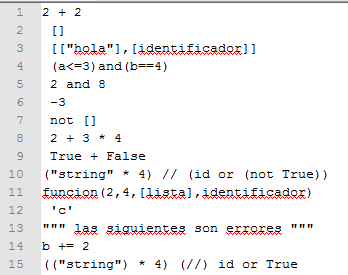 1 2 + 2
2 []
3 [["hola"],[identificador]]
4 (a<=3)and(b==4)
5 2 and 8
6 -3
7 not []
8 2 + 3 * 4
9 True + False
10 ("string" * 4) // (id or (not True))
11 funcion(2,4,[lista],identificador)
12 'c'
13 """ las siguientes son errores """
14 b += 2
15 (("string") * 4) (//) id or True